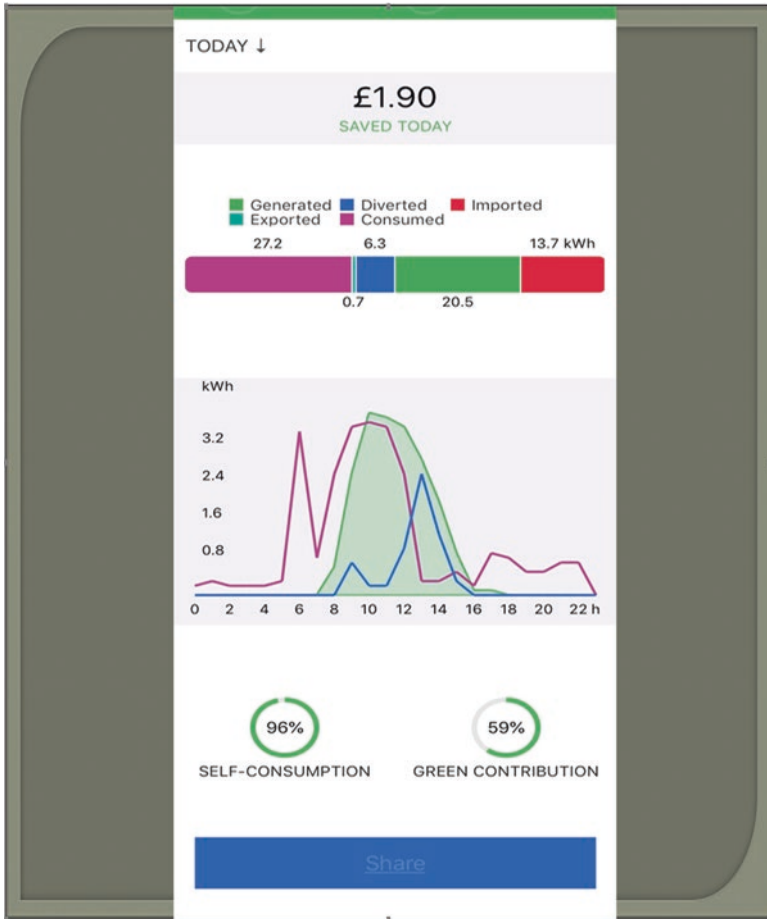 TODAY ↓
£1.90
SAVED TODAY
Generated Diverted Imported
Exported Consumed
27.2 6.3 13.7 kWh
0.7 20.5
kWh
3.2
2.4
1.6
0.8
0 2 4 6 8 10 12 14 16 18 20 22 h
96% 59%
SELF-CONSUMPTION GREEN CONTRIBUTION
Share